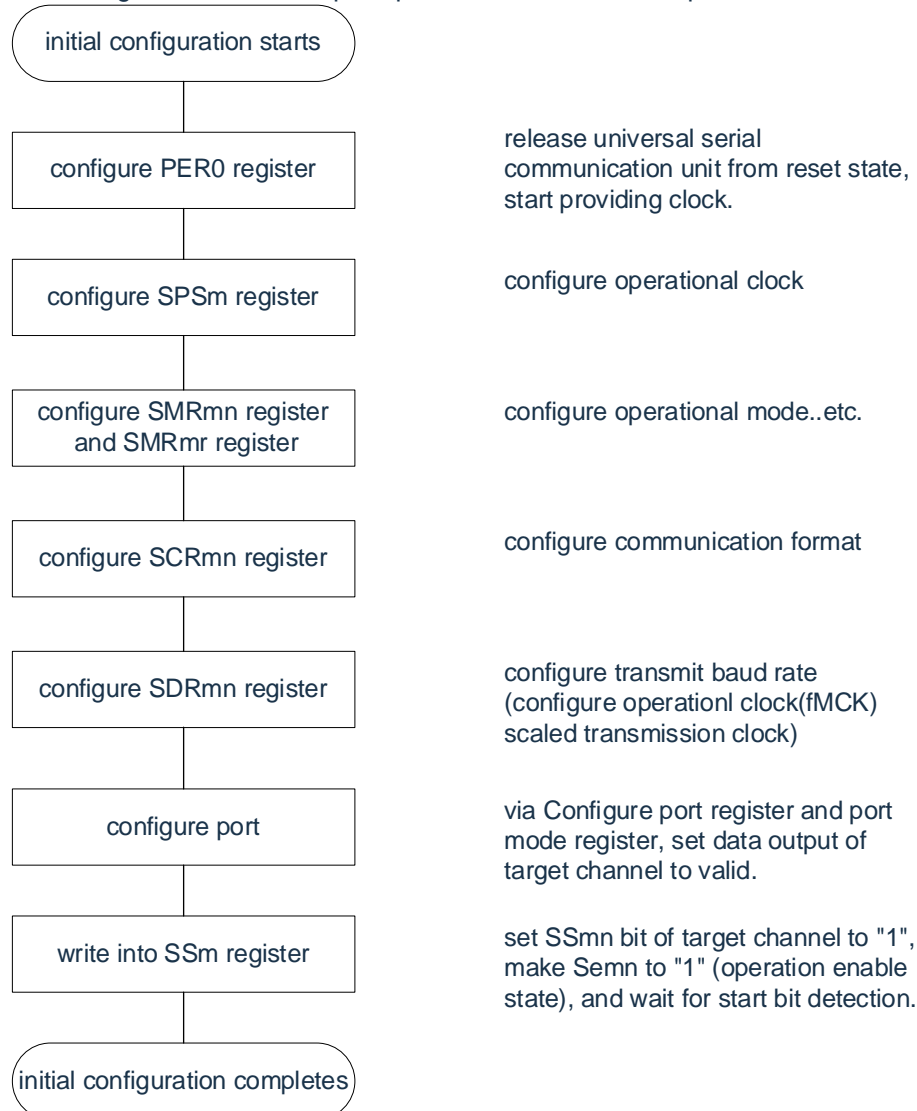 initial configuration starts
configure PER0 register
release universal serial
communication unit from reset state,
start providing clock.
configure SPSm register
configure operational clock
configure SMRmn register
and SMRmr register
configure operational mode..etc.
configure SCRmn register
configure communication format
configure SDRmn register
configure transmit baud rate
(configure operationl clock(fMCK)
scaled transmission clock)
configure port
via Configure port register and port
mode register, set data output of
target channel to valid.
write into SSm register
set SSmn bit of target channel to "1",
make Semn to "1" (operation enable
state), and wait for start bit detection.
initial configuration completes